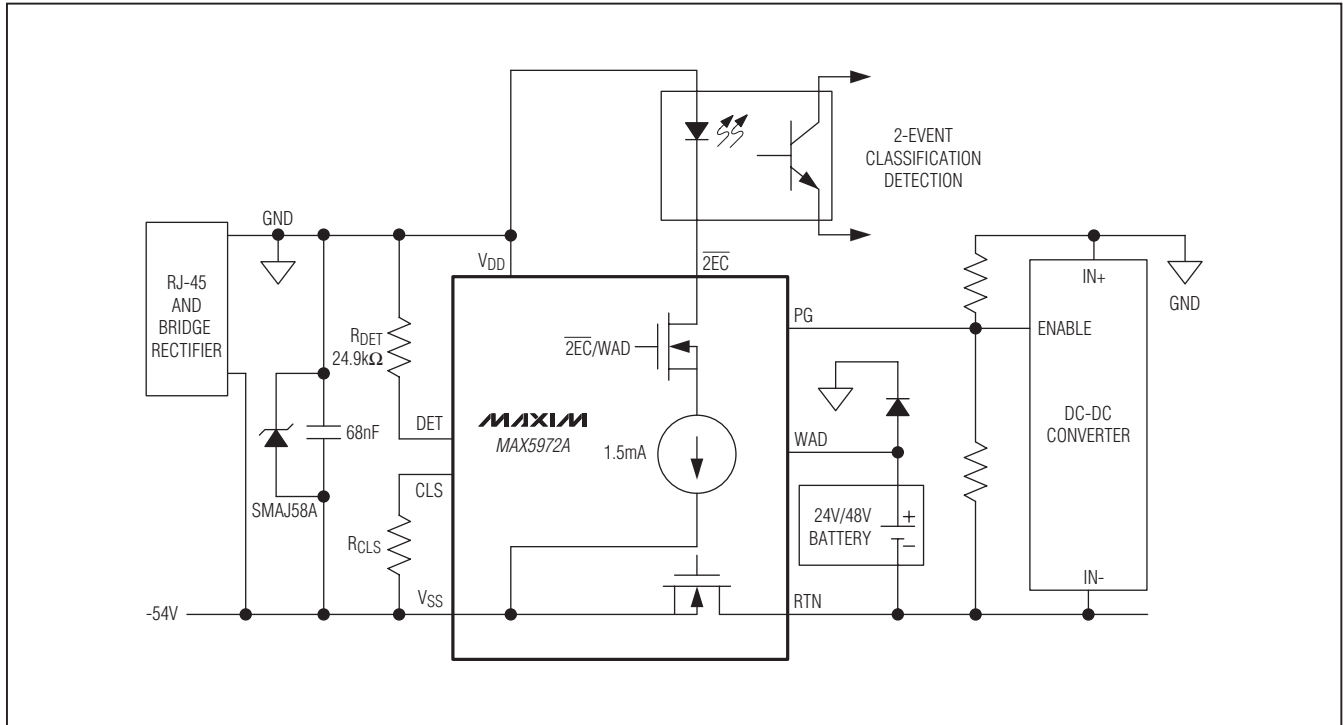 2-EVENT
CLASSIFICATION
DETECTION
GND
VDD
2EC
RJ-45
AND
BRIDGE
RECTIFIER
IN+
GND
PG
ENABLE
RDET
24.9kΩ
2EC/WAD
DET
MAXIM
MAX5972A
68nF
1.5mA
WAD
DC-DC
CONVERTER
CLS
SMAJ58A
24V/48V
BATTERY
+
−
RCLS
IN-
VSS
RTN
-54V